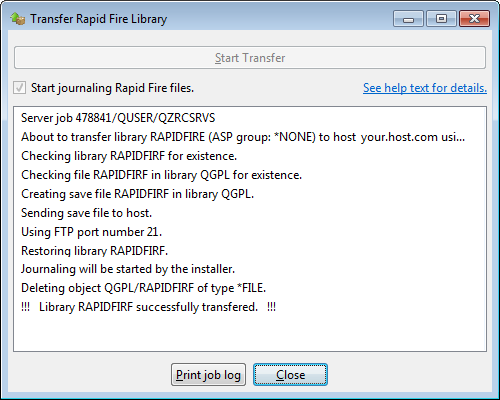 Transfer Rapid Fire Library
Start Transfer
Start journaling Rapid Fire files.
See help text for details.
Server job 478841/QUSER/QZRCSRVS
About to transfer library RAPIDFIRE (ASP group: *NONE) to host your.host.com usi...
Checking library RAPIDFIRF for existence.
Checking file RAPIDFIRF in library QGPL for existence.
Creating save file RAPIDFIRF in library QGPL.
Sending save file to host.
Using FTP port number 21.
Restoring library RAPIDFIRF.
Journaling will be started by the installer.
Deleting object QGPL/RAPIDFIRF of type *FILE.
!!! Library RAPIDFIRF successfully transfered. !!!
Print job log
Close